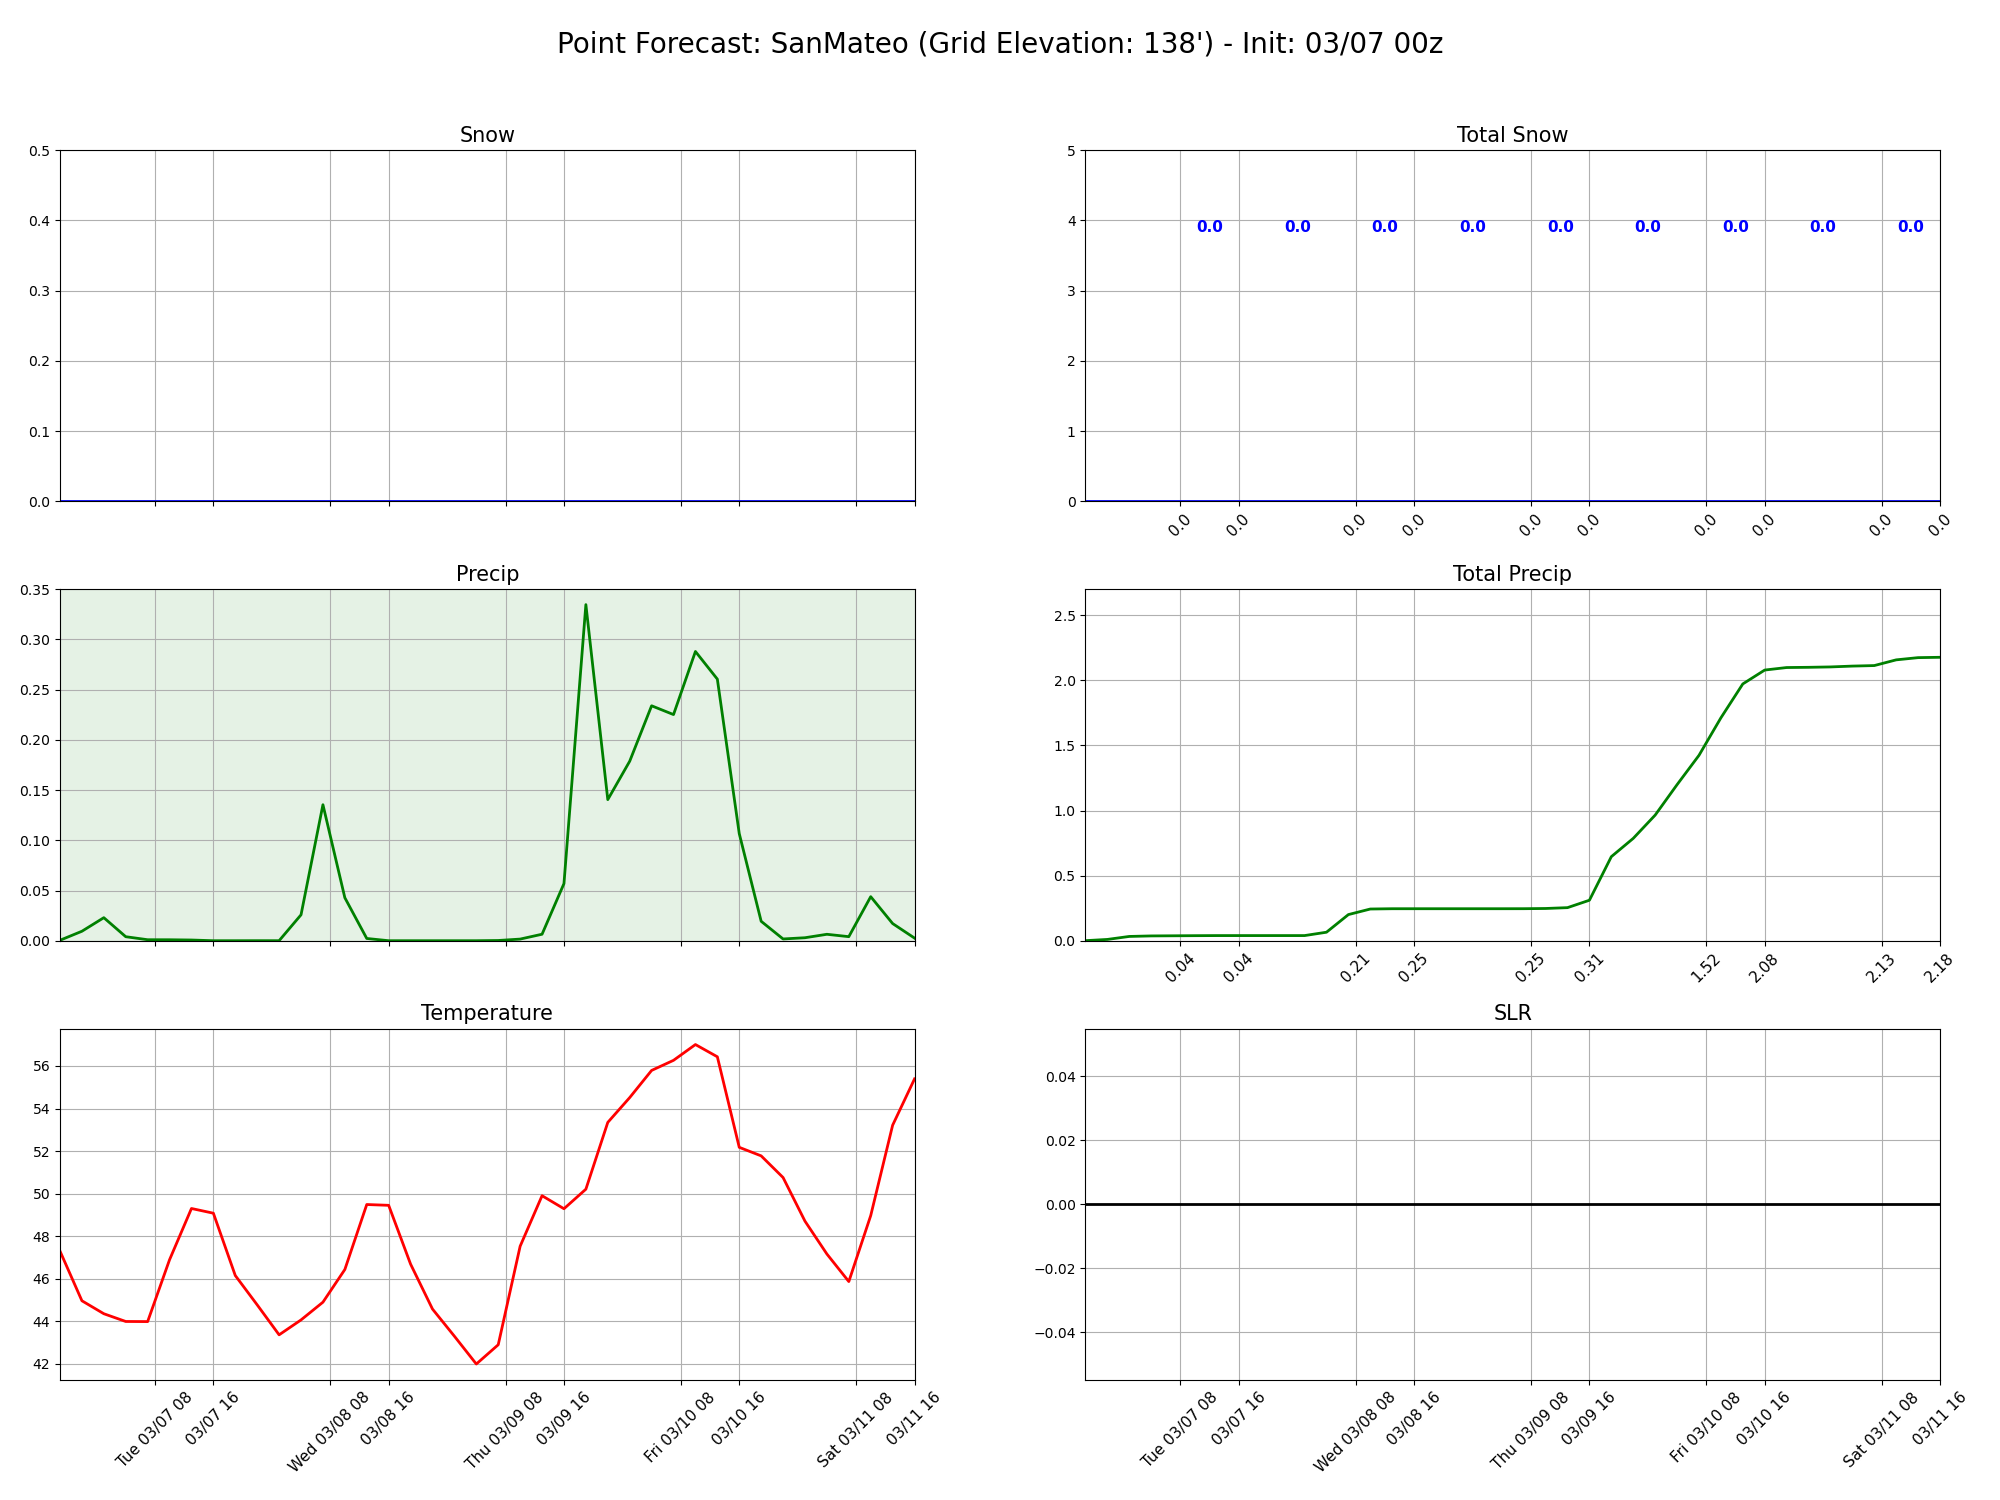 Point Forecast: SanMateo (Grid Elevation: 138') - Init: 03/07 00z
Snow
0.5
0.4
0.3
0.2
0.1
0.0
Total Snow
5
4
3
2
1
0
0.0 0.0 0.0 0.0 0.0 0.0 0.0 0.0 0.0
0.0 0.0 0.0 0.0 0.0 0.0 0.0 0.0 0.0 0.0
Precip
0.35
0.30
0.25
0.20
0.15
0.10
0.05
0.00
Total Precip
2.5
2.0
1.5
1.0
0.5
0.0
0.04 0.04 0.21 0.25 0.25 0.31 1.52 2.08 2.13 2.18
Temperature
56
54
52
50
48
46
44
42
Tue 03/07 08
03/07 16
Wed 03/08 08
03/08 16
Thu 03/09 08
03/09 16
Fri 03/10 08
03/10 16
Sat 03/11 08
03/11 16
SLR
0.04
0.02
0.00
−0.02
−0.04
Tue 03/07 08
03/07 16
Wed 03/08 08
03/08 16
Thu 03/09 08
03/09 16
Fri 03/10 08
03/10 16
Sat 03/11 08
03/11 16